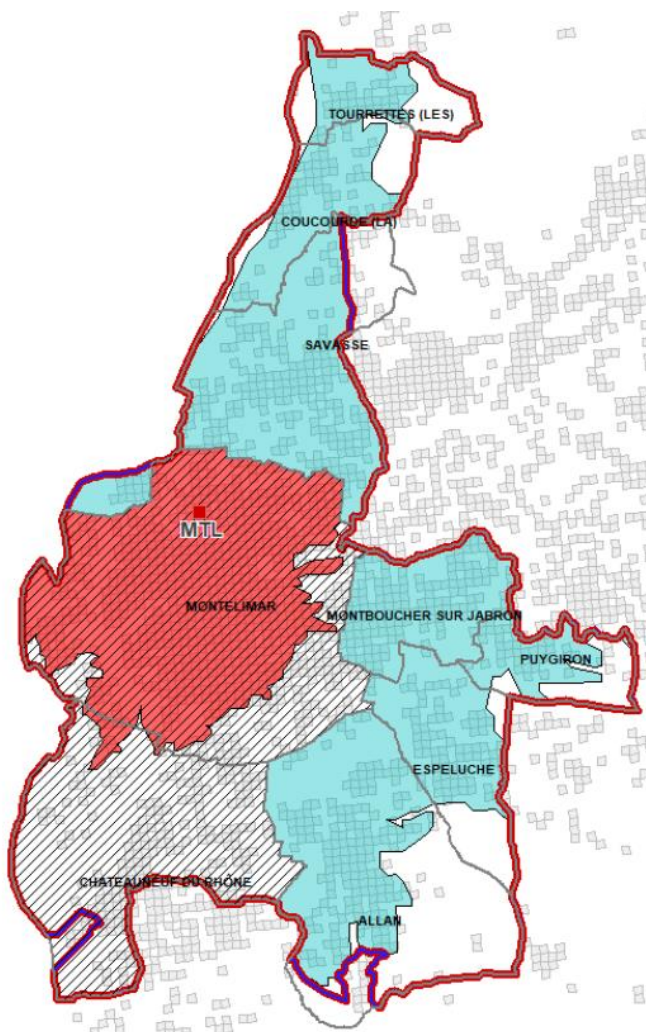 TOURRETTES (LES)
COUCOURDE (LA)
SAVASSE
MTL
MONTELIMAR
MONTBOUCHER SUR JABRON
PUYGIRON
ESPELUCHE
CHATEAUNEUF DU RHÔNE
ALLAN